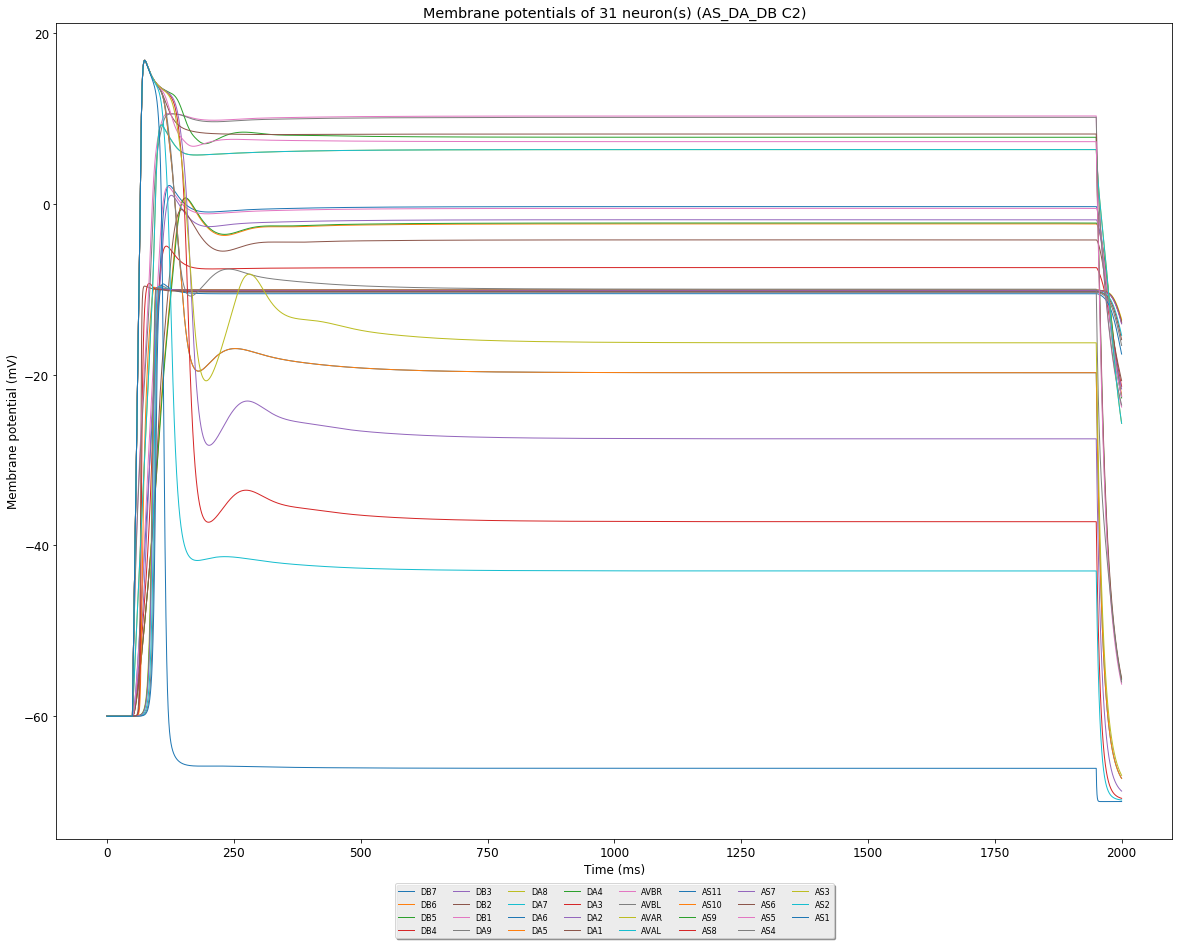 Membrane potentials of 31 neuron(s) (AS_DA_DB C2)
20
0
−20
−40
−60
Membrane potential (mV)
0 250 500 750 1000 1250 1500 1750 2000
Time (ms)
DB7 DB3 DA8 DA4 AVBR AS11 AS7 AS3
DB6 DB2 DA7 DA3 AVBL AS10 AS6 AS2
DB5 DB1 DA6 DA2 AVAR AS9 AS5 AS1
DB4 DA9 DA5 DA1 AVAL AS8 AS4